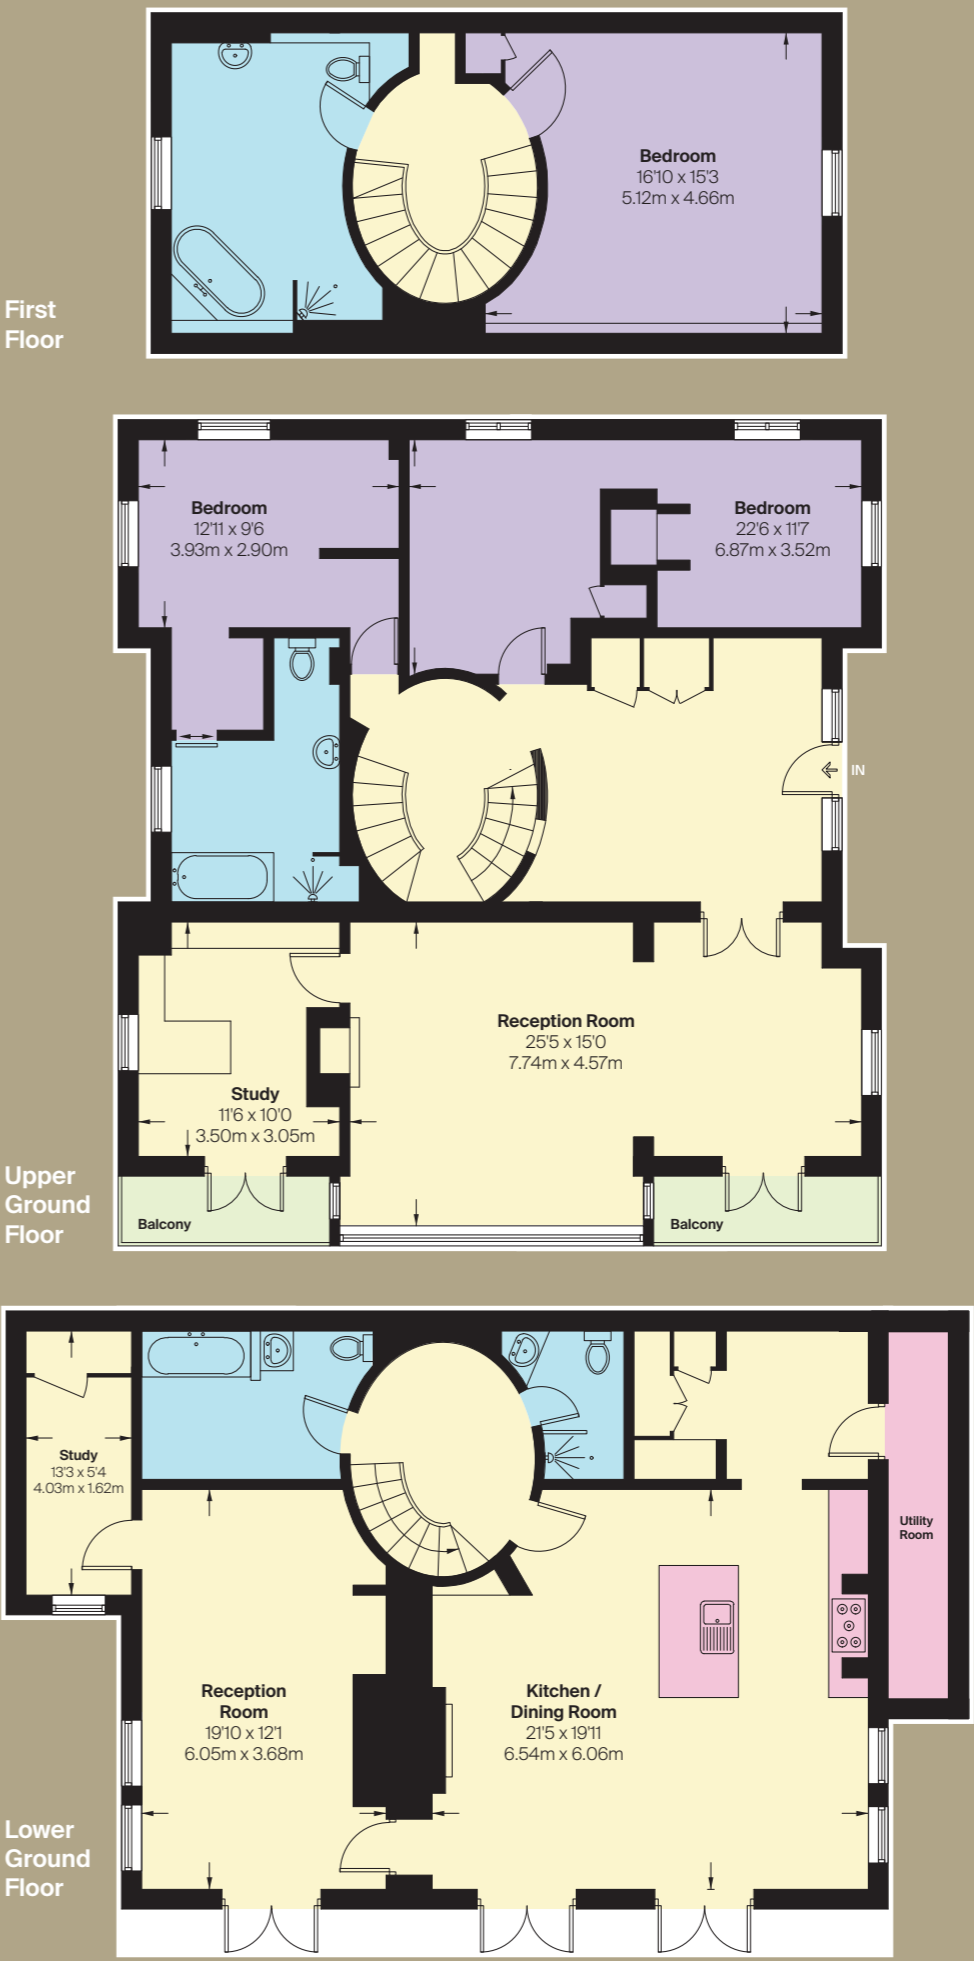 Bedroom
16'10 x 15'3
5.12m x 4.66m
First
Floor
Bedroom
12'11 x 9'6
3.93m x 2.90m
Bedroom
22'6 x 11'7
6.87m x 3.52m
IN
Reception Room
25'5 x 15'0
7.74m x 4.57m
Study
11'6 x 10'0
3.50m x 3.05m
Upper
Ground
Floor
Balcony
Balcony
Study
13'3 x 5'4
4.03m x 1.62m
Utility
Room
Reception
Room
19'10 x 12'1
6.05m x 3.68m
Kitchen /
Dining Room
21'5 x 19'11
6.54m x 6.06m
Lower
Ground
Floor